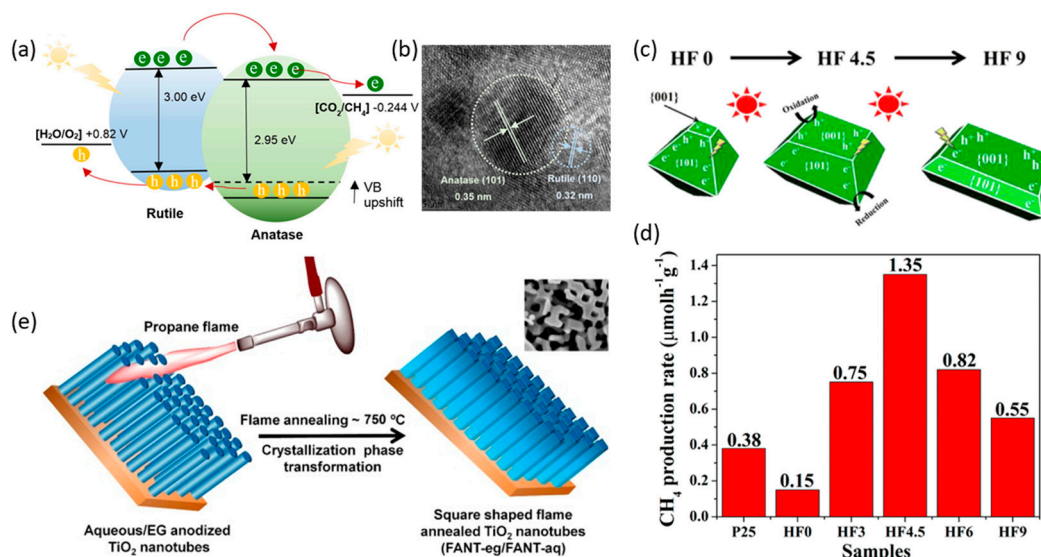 (a)
e e e
e e e
e
3.00 eV
[CO₂/CH₄] -0.244 V
[H₂O/O₂] +0.82 V
2.95 eV
h
h h h
h h h
VB
upshift
Rutile
Anatase
(b)
Anatase (101)
0.35 nm
Rutile (110)
0.32 nm
(c)
HF 0
HF 4.5
HF 9
{001}
{101}
Oxidation
{001}
{101}
Reduction
{001}
{101}
(d)
CH₄ production rate (μmolh⁻¹g⁻¹)
1.4
1.2
1.0
0.8
0.6
0.4
0.2
0.0
0.38
0.15
0.75
1.35
0.82
0.55
P25 HF0 HF3 HF4.5 HF6 HF9
Samples
(e)
Propane flame
Flame annealing ~ 750 °C
Crystallization phase
transformation
Aqueous/EG anodized
TiO₂ nanotubes
Square shaped flame
annealed TiO₂ nanotubes
(FANT-eg/FANT-aq)